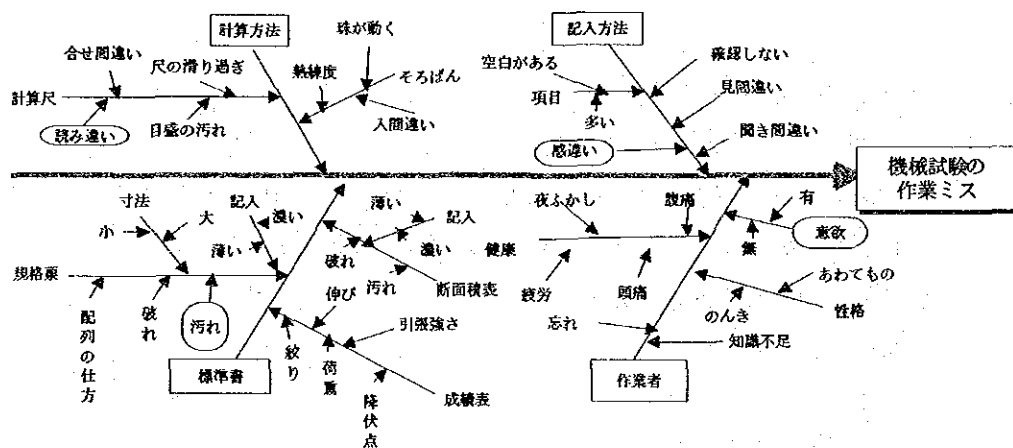 計算方法
珠が動く
記入方法
合せ間違い
尺の滑り過ぎ
熟練度
そろばん
空白がある
確認しない
計算尺
項目
見間違い
入間違い
読み違い
目盛の汚れ
多い
聞き間違い
感違い
機械試験の
作業ミス
寸法
大
記入
濃い
薄い
夜ふかし
腹痛
有
小
薄い
記入
濃い
健康
無
意欲
規格票
破れ
汚れ
断面積表
疲労
頭痛
あわてもの
のんき
性格
配列の仕方
破れ
汚れ
伸び
引張強さ
忘れ
知識不足
標準書
絞り
荷重
作業者
降伏点
成績表